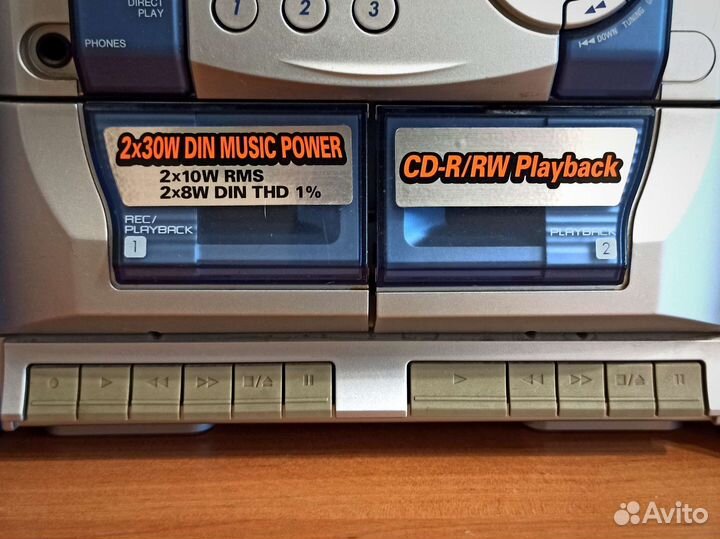 DIRECT
PLAY
1
2
3
PHONES
DOWN
TUNING
2x30W DIN MUSIC POWER
2x10W RMS
2x8W DIN THD 1%
CD-R/RW Playback
REC/
PLAYBACK
1
PLAYBACK
2
Avito